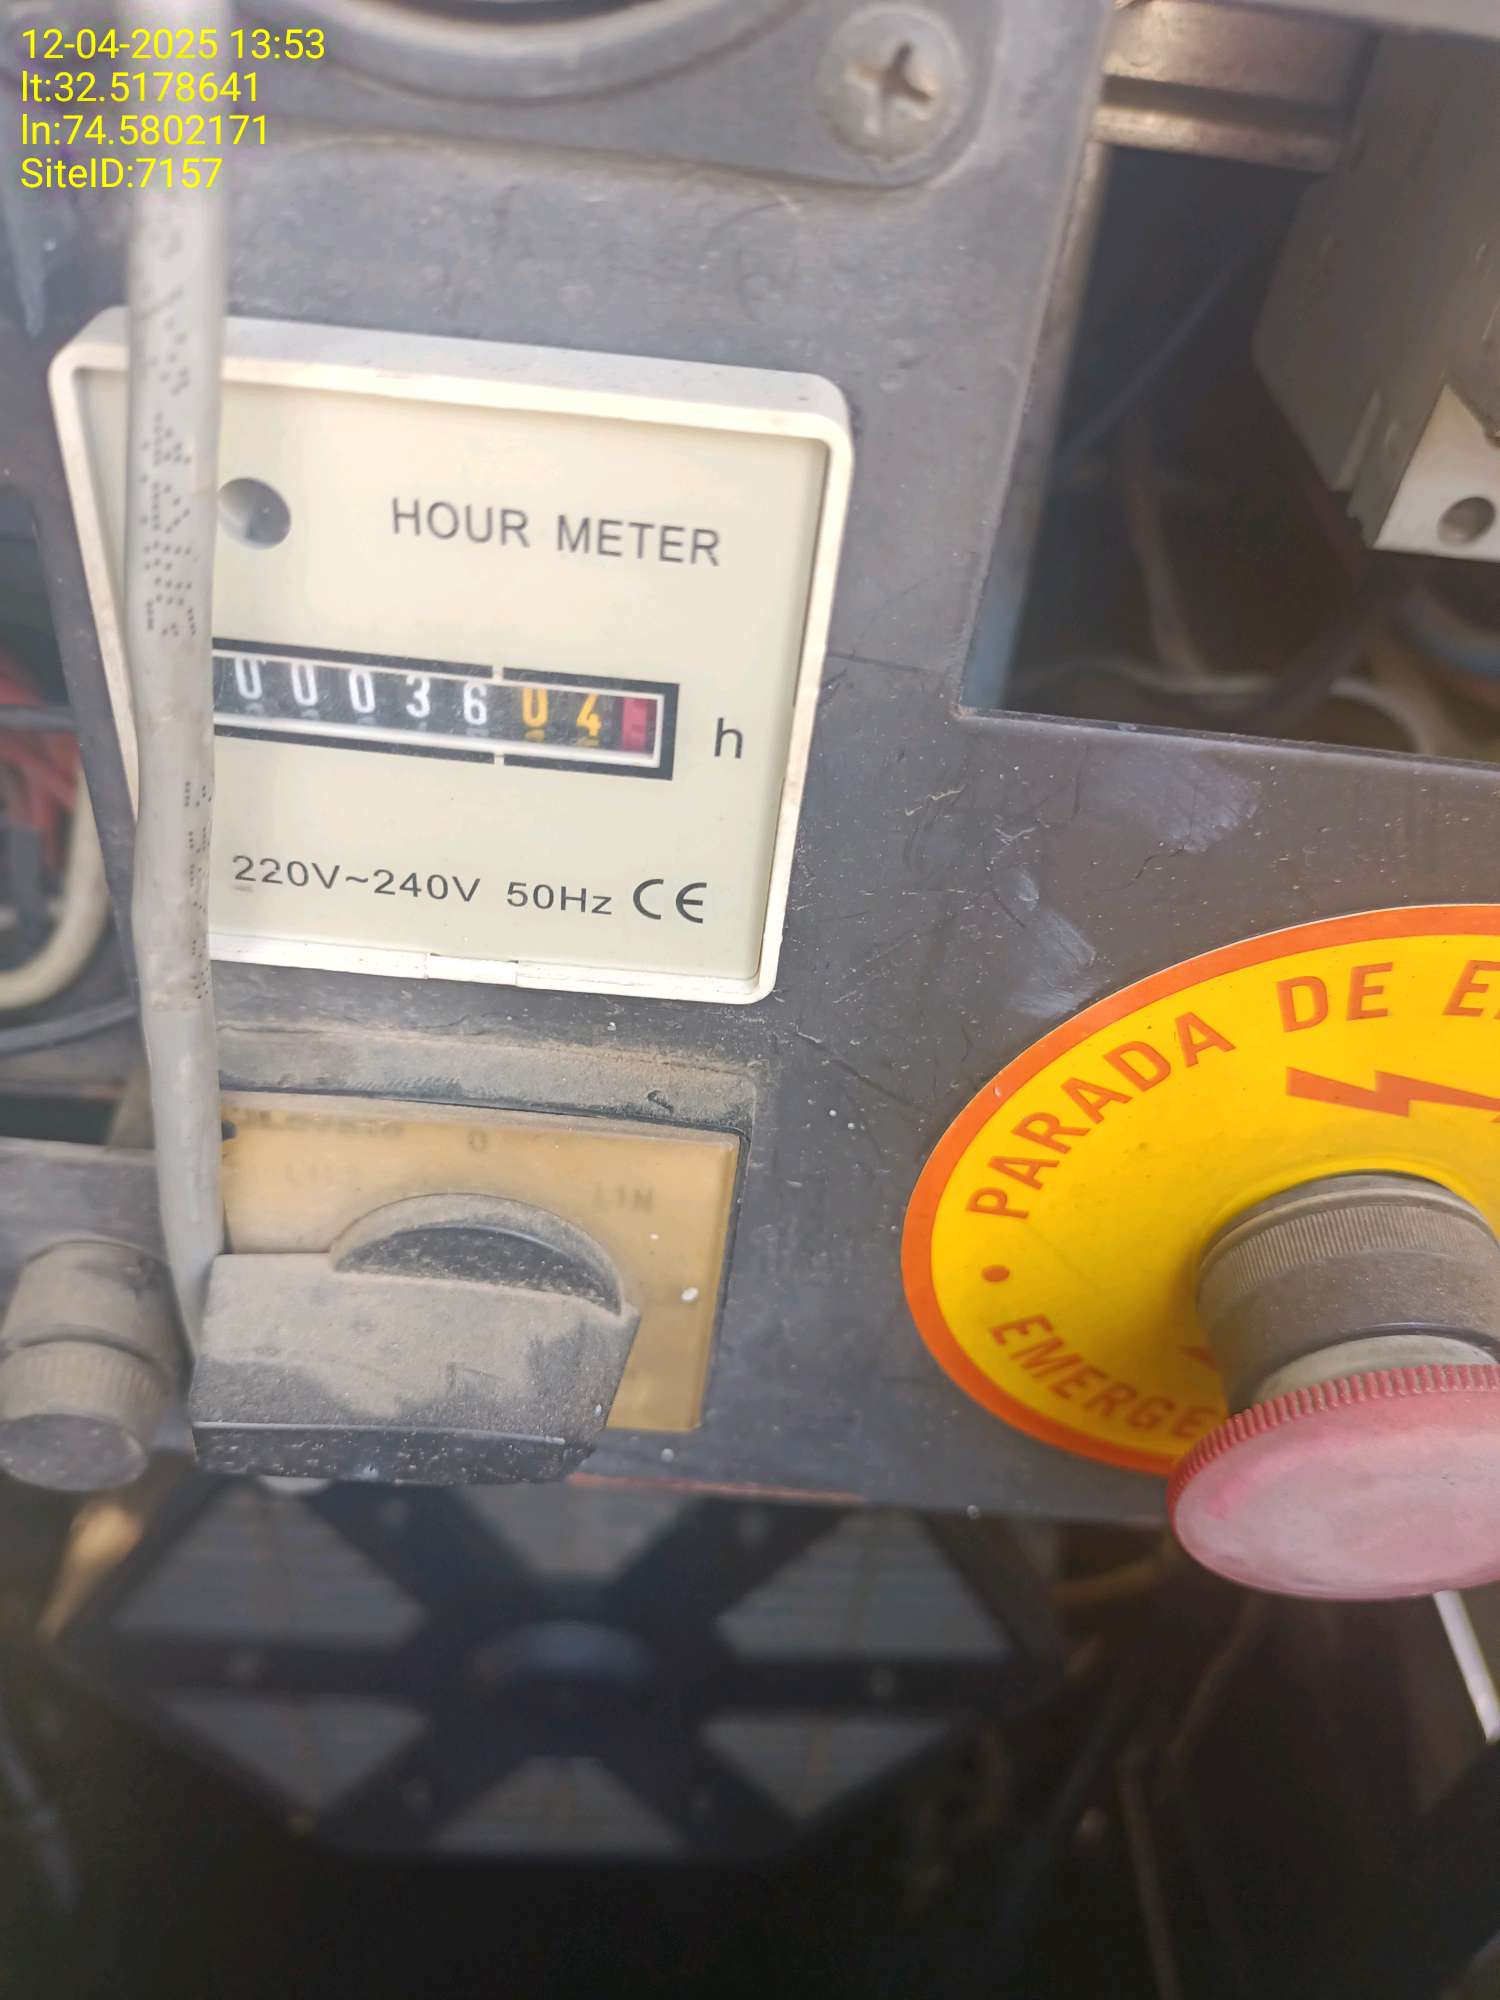 12-04-2025 13:53
lt:32.5178641
ln:74.5802171
SiteID:7157
HOUR METER
0003604
h
220V~240V 50Hz CE
0
PARADA DE
EMERGE